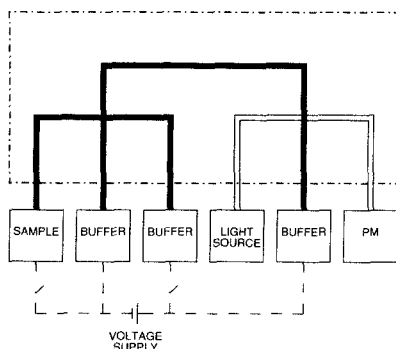 SAMPLE
BUFFER
BUFFER
LIGHT
SOURCE
BUFFER
PM
VOLTAGE
SUPPLY